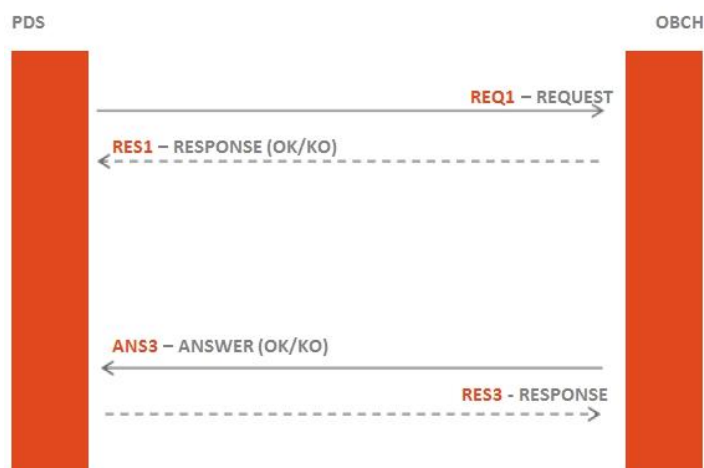 PDS
OBCH
REQ1 – REQUEST
RES1 – RESPONSE (OK/KO)
ANS3 – ANSWER (OK/KO)
RES3 - RESPONSE